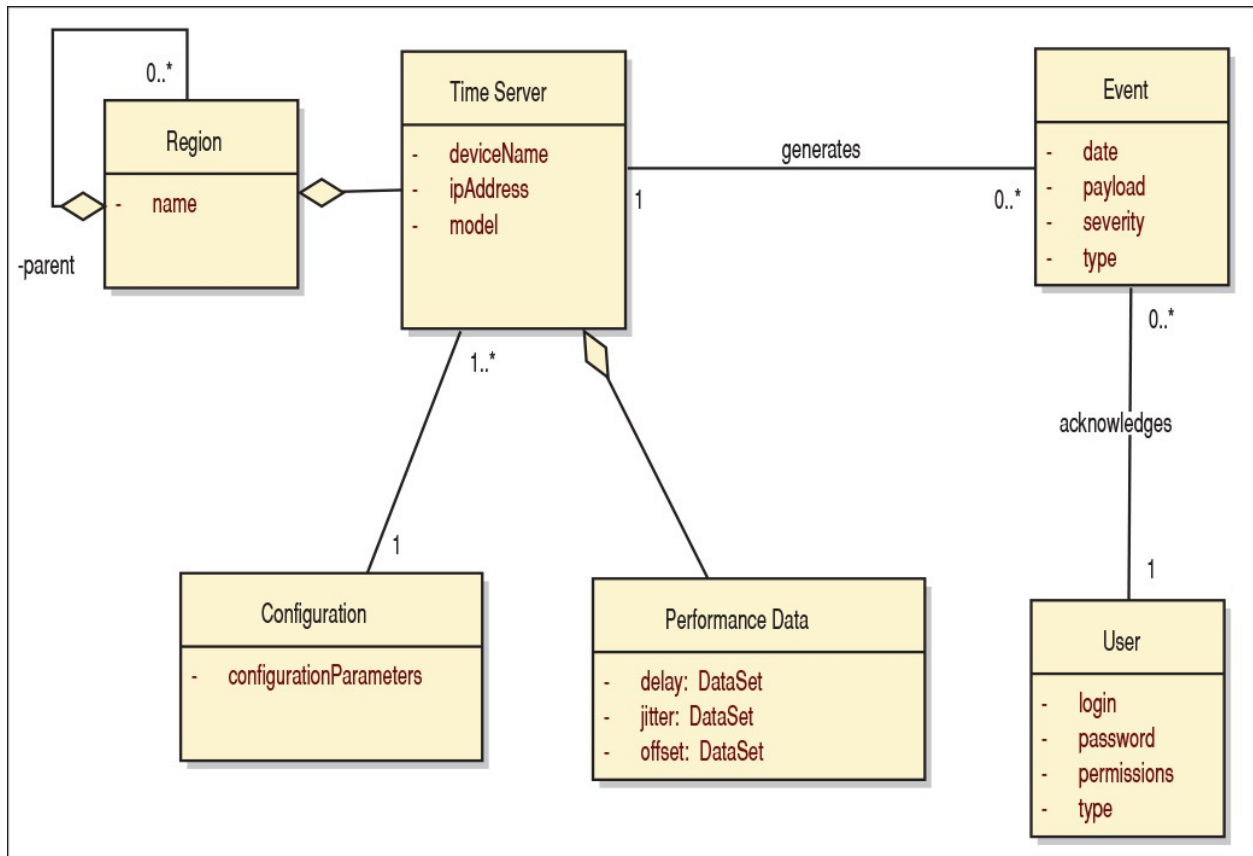 0..*
Region
- name
-parent
Time Server
- deviceName
- ipAddress
- model
generates
1
0..*
Event
- date
- payload
- severity
- type
1..*
0..*
acknowledges
1
1
Configuration
- configurationParameters
Performance Data
- delay: DataSet
- jitter: DataSet
- offset: DataSet
User
- login
- password
- permissions
- type